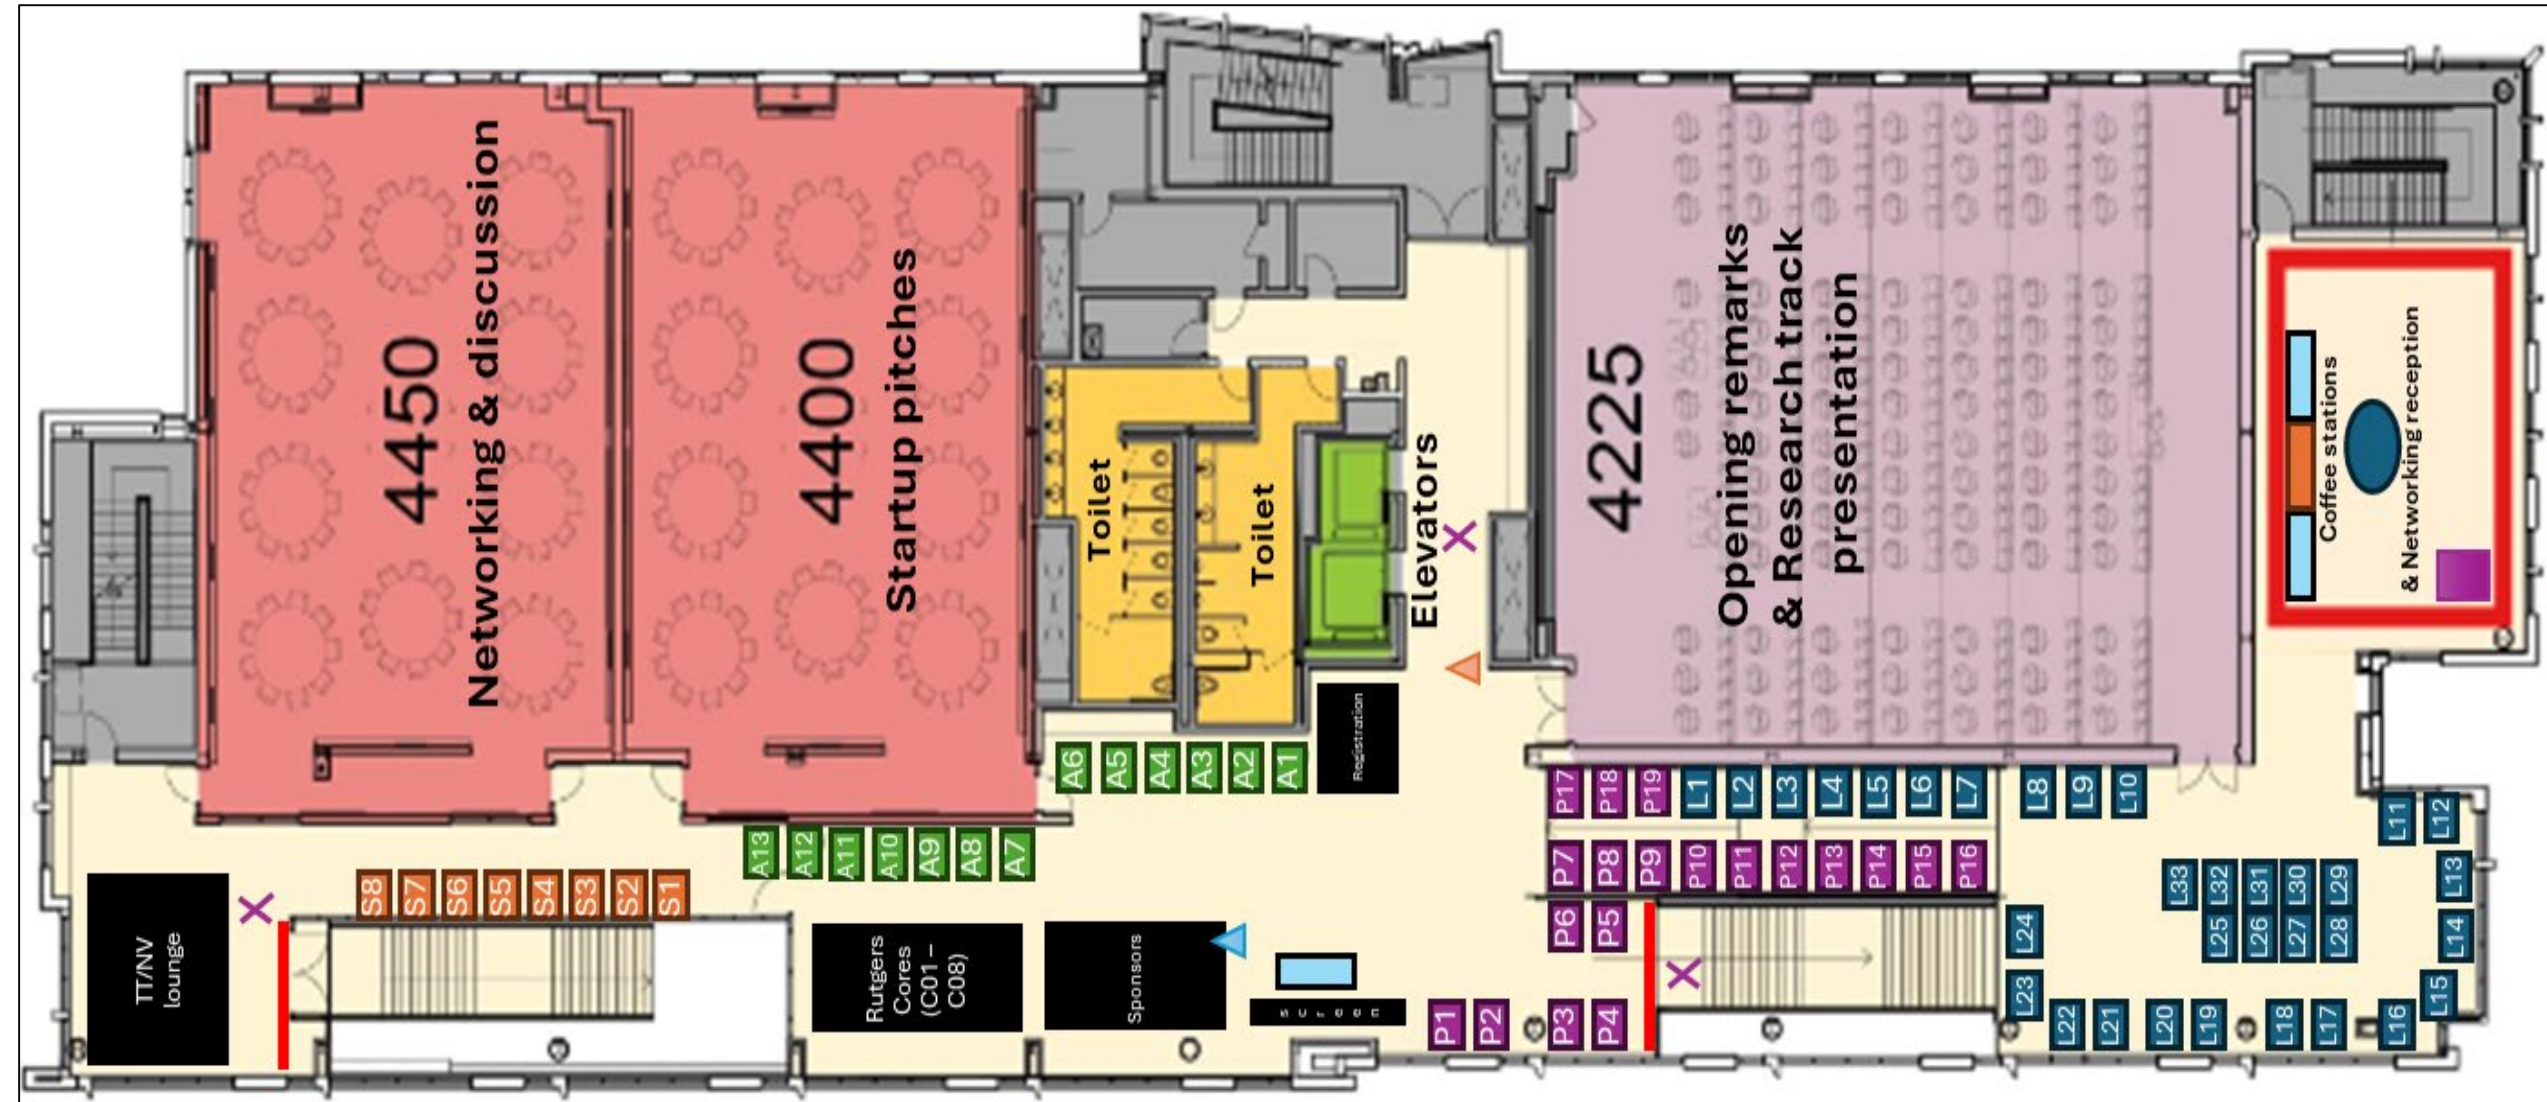 4450
Networking & discussion
4400
Startup pitches
Toilet
Toilet
Elevators
4225
Opening remarks
& Research track
presentation
Coffee stations
& Networking reception
Registration
A6
A5
A4
A3
A2
A1
A13
A12
A11
A10
A9
A8
A7
S8
S7
S6
S5
S4
S3
S2
S1
TT/NV
lounge
Rutgers
Cores
(C01 –
C08)
Sponsors
screen
P17
P18
P19
L1
L2
L3
L4
L5
L6
L7
L8
L9
L10
L11
L12
P7
P8
P9
P10
P11
P12
P13
P14
P15
P16
L33
L32
L31
L30
L29
L13
P6
P5
L24
L25
L26
L27
L28
L14
P1
P2
P3
P4
L23
L22
L21
L20
L19
L18
L17
L16
L15